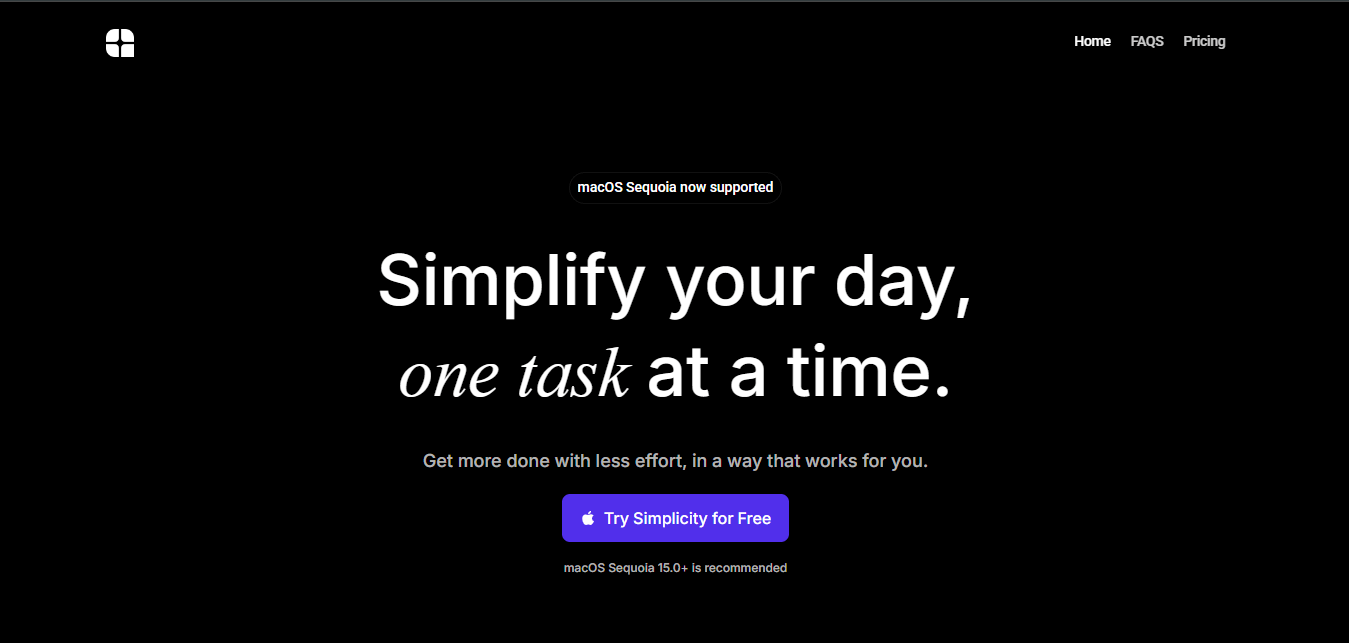 Home FAQS Pricing
macOS Sequoia now supported
Simplify your day,
one task at a time.
Get more done with less effort, in a way that works for you.
Try Simplicity for Free
macOS Sequoia 15.0+ is recommended